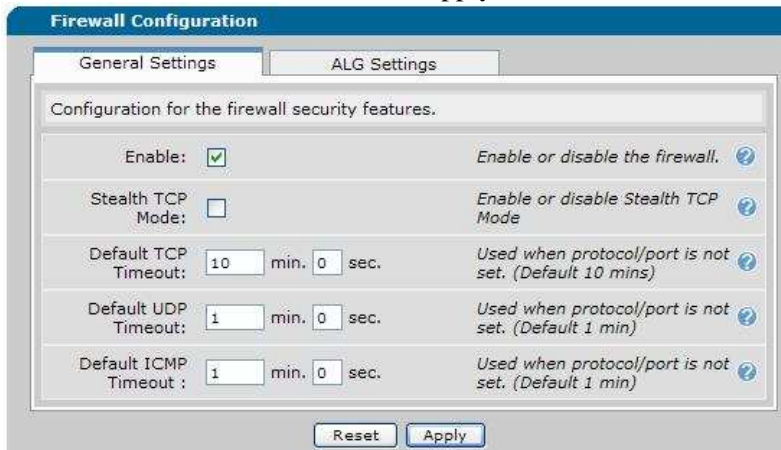 Apply
Firewall Configuration
General Settings
ALG Settings
Configuration for the firewall security features.
Enable:
Enable or disable the firewall.
Stealth TCP
Mode:
Enable or disable Stealth TCP
Mode
Default TCP
Timeout:
10 min. 0 sec.
Used when protocol/port is not
set. (Default 10 mins)
Default UDP
Timeout:
1 min. 0 sec.
Used when protocol/port is not
set. (Default 1 min)
Default ICMP
Timeout :
1 min. 0 sec.
Used when protocol/port is not
set. (Default 1 min)
Reset
Apply